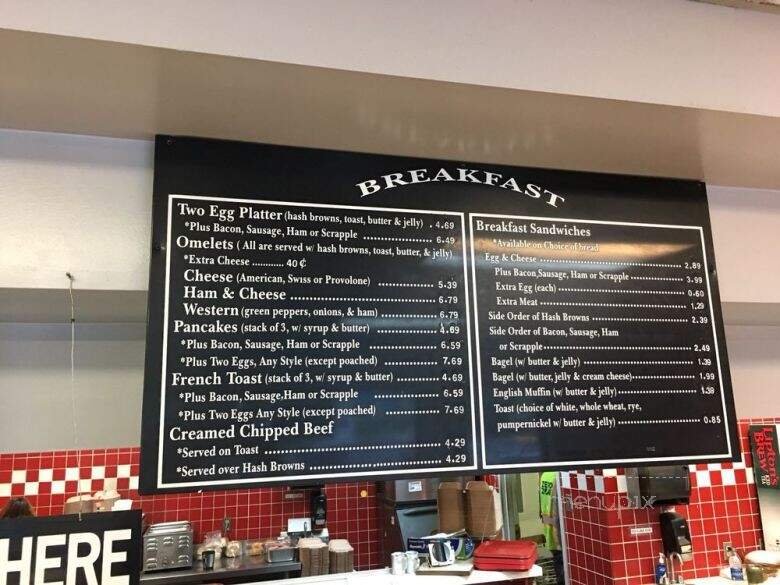 BREAKFAST
Two Egg Platter (hash browns, toast, butter & jelly) . 4.69
*Plus Bacon, Sausage, Ham or Scrapple .................. 6.49
Omelets ( All are served w/ hash browns, toast, butter, & jelly)
*Extra Cheese ............ 40 ¢
Cheese (American, Swiss or Provolone) ................ 5.39
Ham & Cheese ........................................ 6.79
Western (green peppers, onions, & ham) ................ 6.79
Pancakes (stack of 3, w/ syrup & butter) ............ 4.69
*Plus Bacon, Sausage, Ham or Scrapple ................ 6.59
*Plus Two Eggs, Any Style (except poached) ............ 7.69
French Toast (stack of 3, w/ syrup & butter) ........... 4.69
*Plus Bacon, Sausage,Ham or Scrapple ................ 6.59
*Plus Two Eggs Any Style (except poached) .............. 7.69
Creamed Chipped Beef
*Served on Toast ........................................ 4.29
*Served over Hash Browns ................................ 4.29
Breakfast Sandwiches
*Available on Choice of bread
Egg & Cheese ........................................ 2.89
Plus Bacon,Sausage, Ham or Scrapple ................ 3.99
Extra Egg (each) ........................................ 0.60
Extra Meat ........................................ 1.29
Side Order of Hash Browns ............................ 2.39
Side Order of Bacon, Sausage, Ham
or Scrapple........................................ 2.49
Bagel (w/ butter & jelly) ............................ 1.39
Bagel (w/ butter, jelly & cream cheese)................ 1.99
English Muffin (w/ butter & jelly) .................... 1.39
Toast (choice of white, whole wheat, rye,
pumpernickel w/ butter & jelly) ........................ 0.85
HERE
menupix